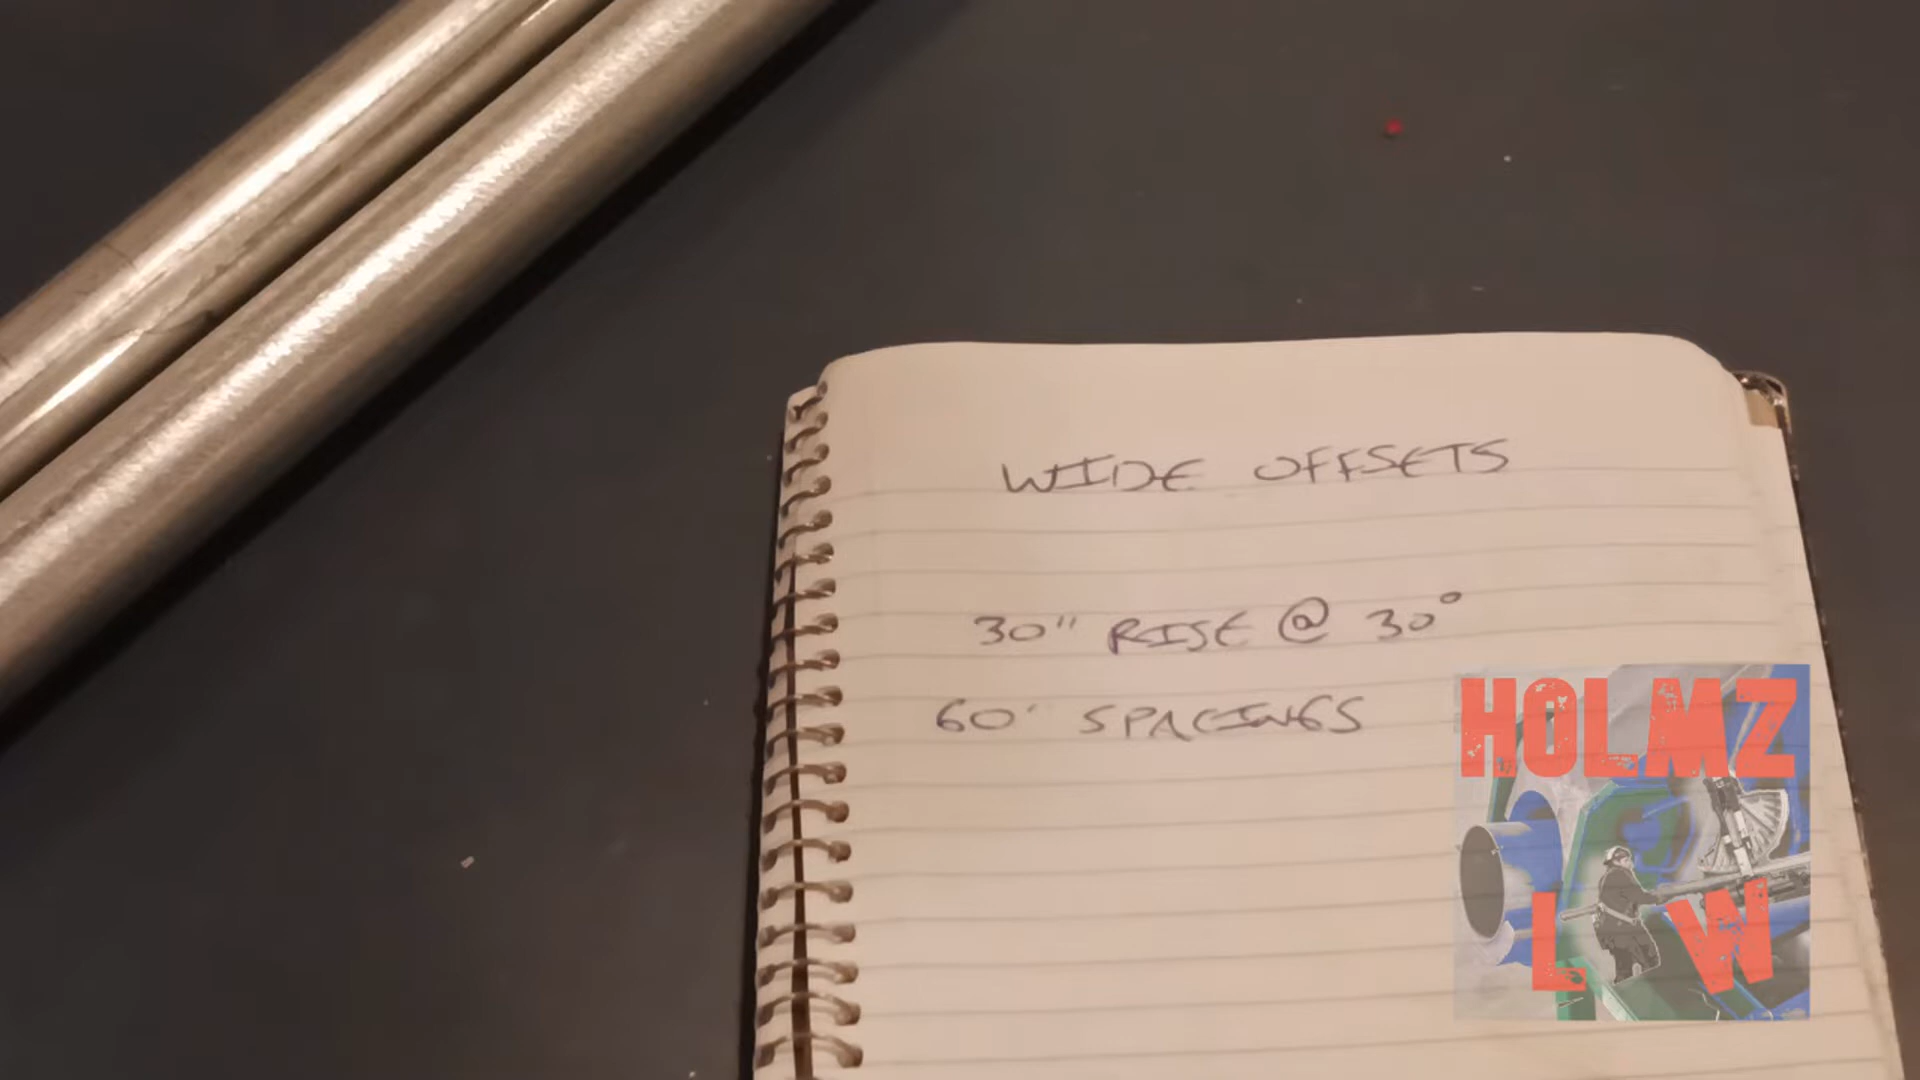 WIDE OFFSETS
30" RISE @ 30°
60' SPACINGS
HOLMZ
L W